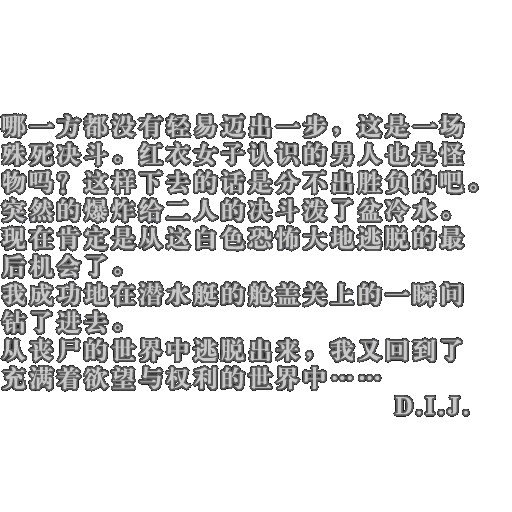 哪一方都没有轻易迈出一步，这是一场
殊死决斗。红衣女子认识的男人也是怪
物吗？这样下去的话是分不出胜负的吧。
突然的爆炸给二人的决斗泼了盆冷水。
现在肯定是从这白色恐怖大地逃脱的最
后机会了。
我成功地在潜水艇的舱盖关上的一瞬间
钻了进去。
从丧尸的世界中逃脱出来，我又回到了
充满着欲望与权利的世界中……
D.I.J.